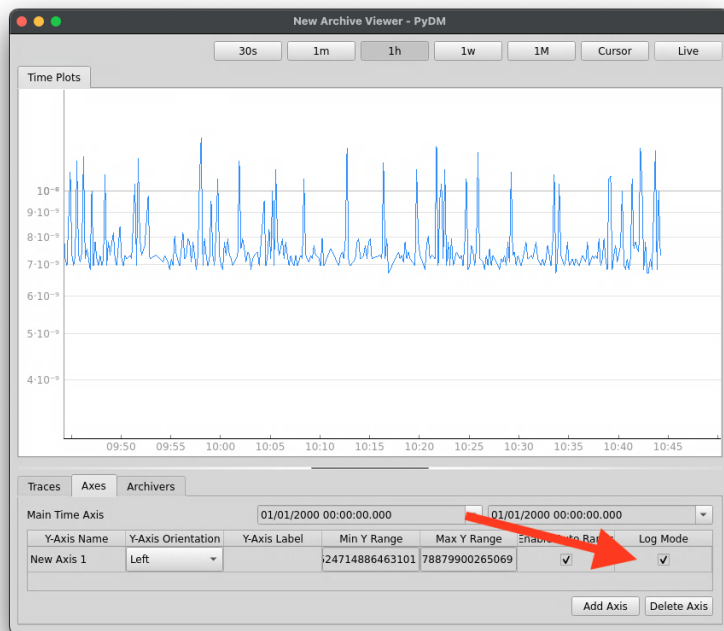 New Archive Viewer - PyDM
30s 1m 1h 1w 1M Cursor Live
Time Plots
10⁻⁸
9·10⁻⁹
8·10⁻⁹
7·10⁻⁹
6·10⁻⁹
5·10⁻⁹
4·10⁻⁹
09:50 09:55 10:00 10:05 10:10 10:15 10:20 10:25 10:30 10:35 10:40 10:45
Traces Axes Archivers
Main Time Axis 01/01/2000 00:00:00.000 01/01/2000 00:00:00.000
Y-Axis Name Y-Axis Orientation Y-Axis Label Min Y Range Max Y Range Enable Auto Range Log Mode
New Axis 1 Left 524714886463101 78879900265069
Add Axis Delete Axis